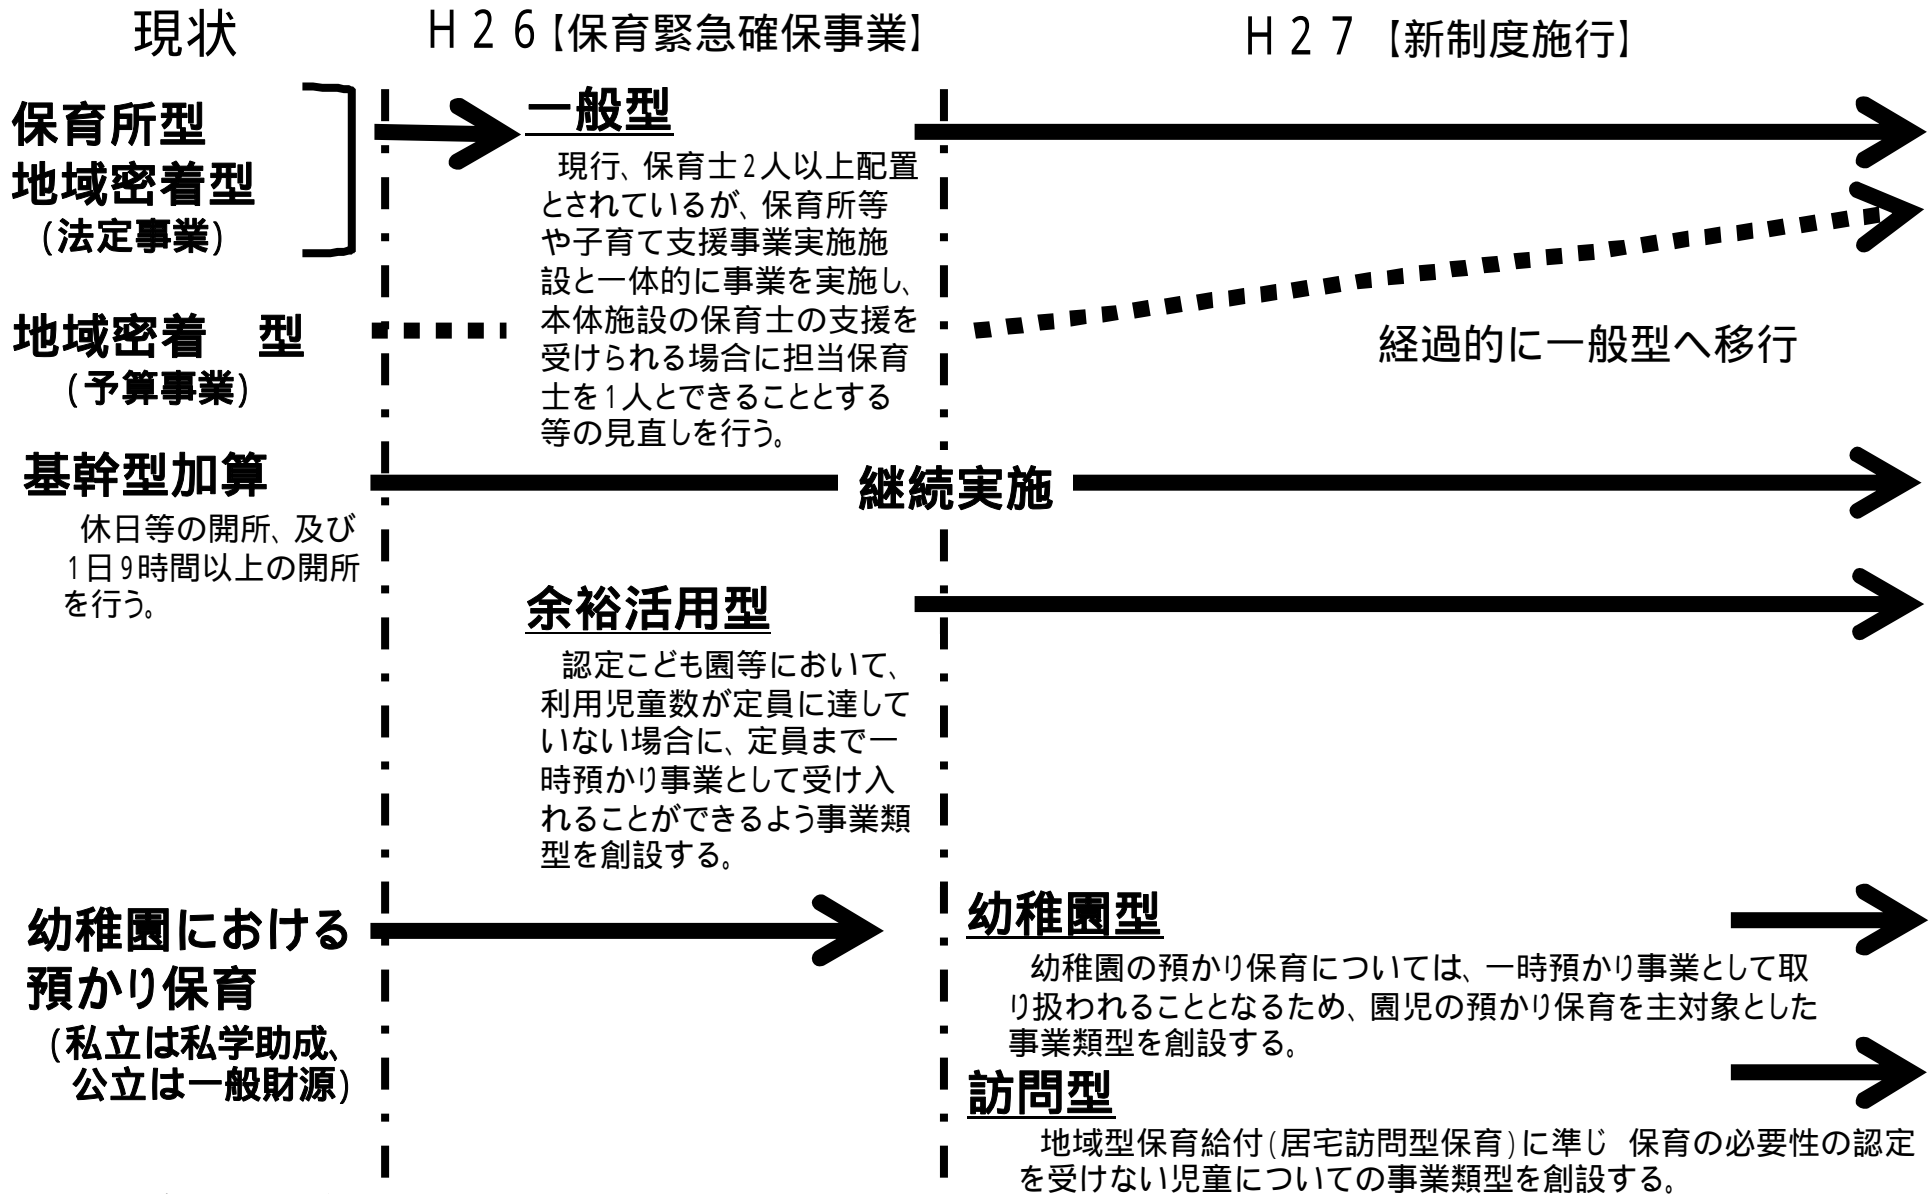 現状
H26【保育緊急確保事業】
H27【新制度施行】
保育所型
地域密着型
(法定事業)
地域密着　型
(予算事業)
一般型
現行、保育士2人以上配置
とされているが、保育所等
や子育て支援事業実施施
設と一体的に事業を実施し、
本体施設の保育士の支援を
受けられる場合に担当保育
士を1人とできることとする
等の見直しを行う。
経過的に一般型へ移行
基幹型加算
休日等の開所、及び
1日9時間以上の開所
を行う。
継続実施
余裕活用型
認定こども園等において、
利用児童数が定員に達して
いない場合に、定員まで一
時預かり事業として受け入
れることができるよう事業類
型を創設する。
幼稚園における
預かり保育
(私立は私学助成、
公立は一般財源)
幼稚園型
幼稚園の預かり保育については、一時預かり事業として取
り扱われることとなるため、園児の預かり保育を主対象とした
事業類型を創設する。
訪問型
地域型保育給付(居宅訪問型保育)に準じ　保育の必要性の認定
を受けない児童についての事業類型を創設する。